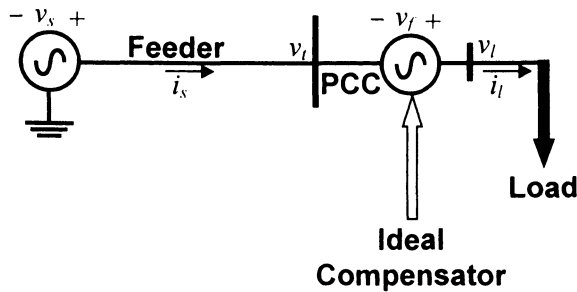 - vs +
Feeder
vt
- vf +
vl
is
PCC
il
Load
Ideal
Compensator